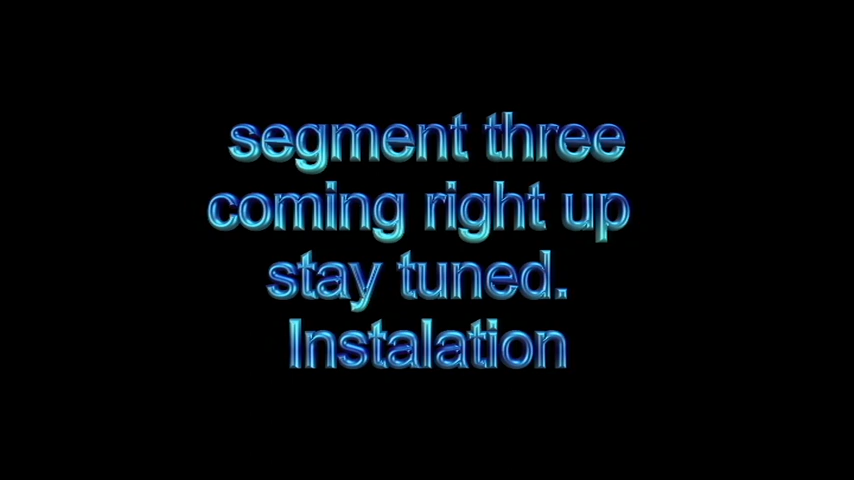 segment three
coming right up
stay tuned.
Instalation